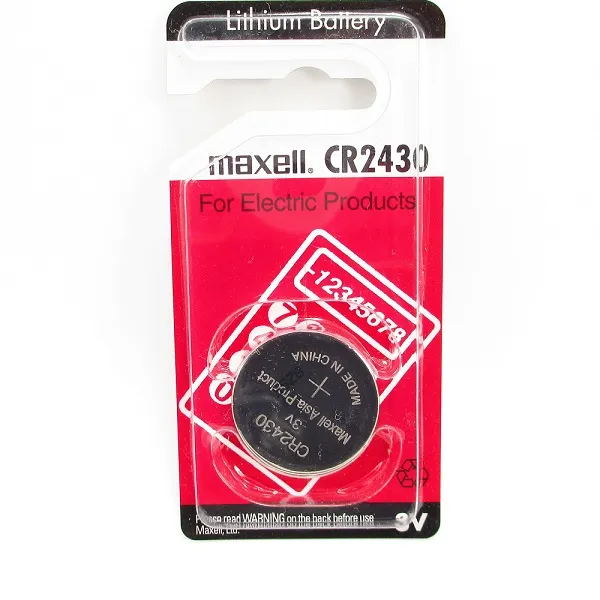 Lithium Battery
maxell. CR2430
For Electric Products
-12345678
7
+
MADE IN CHINA
Maxell Asia Product
3V
CR2430
Please read WARNING on the back before use
Maxell, Ltd.
3V